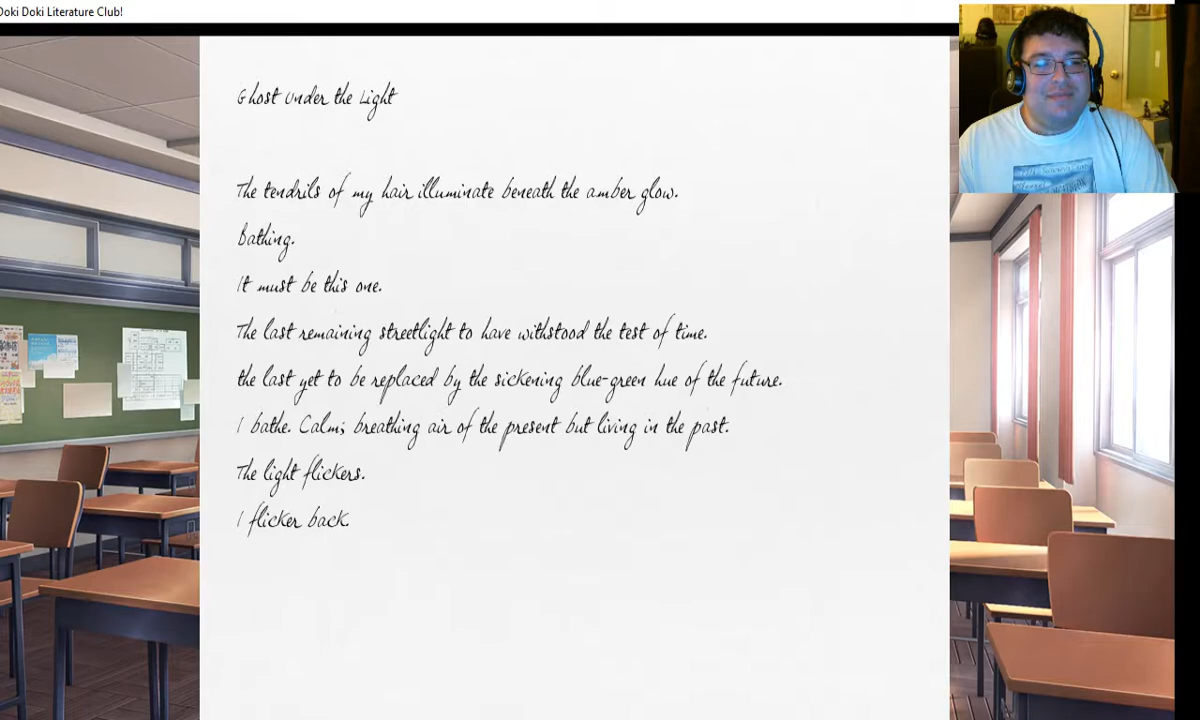 Doki Doki Literature Club!
Ghost Under the Light
The tendrils of my hair illuminate beneath the amber glow.
Bathing.
It must be this one.
The last remaining streetlight to have withstood the test of time.
the last yet to be replaced by the sickening blue-green hue of the future.
I bathe. Calm; breathing air of the present but living in the past.
The light flickers.
I flicker back.